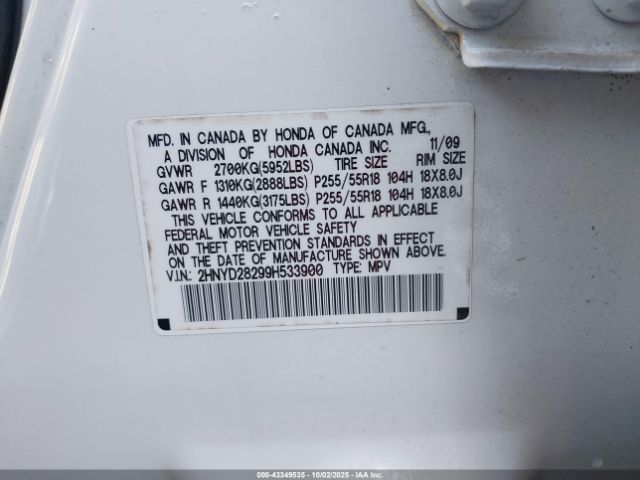 MFD. IN CANADA BY HONDA OF CANADA MFG.,
A DIVISION OF HONDA CANADA INC. 11/09
GVWR 2700KG(5952LBS) TIRE SIZE RIM SIZE
GAWR F 1310KG(2888LBS) P255/55R18 104H 18X8.0J
GAWR R 1440KG(3175LBS) P255/55R18 104H 18X8.0J
THIS VEHICLE CONFORMS TO ALL APPLICABLE
FEDERAL MOTOR VEHICLE SAFETY
AND THEFT PREVENTION STANDARDS IN EFFECT
ON THE DATE OF MANUFACTURE SHOWN ABOVE.
V.I.N.: 2HNYD28299H533900 TYPE: MPV
000-43349535 - 10/02/2025 - IAA Inc.